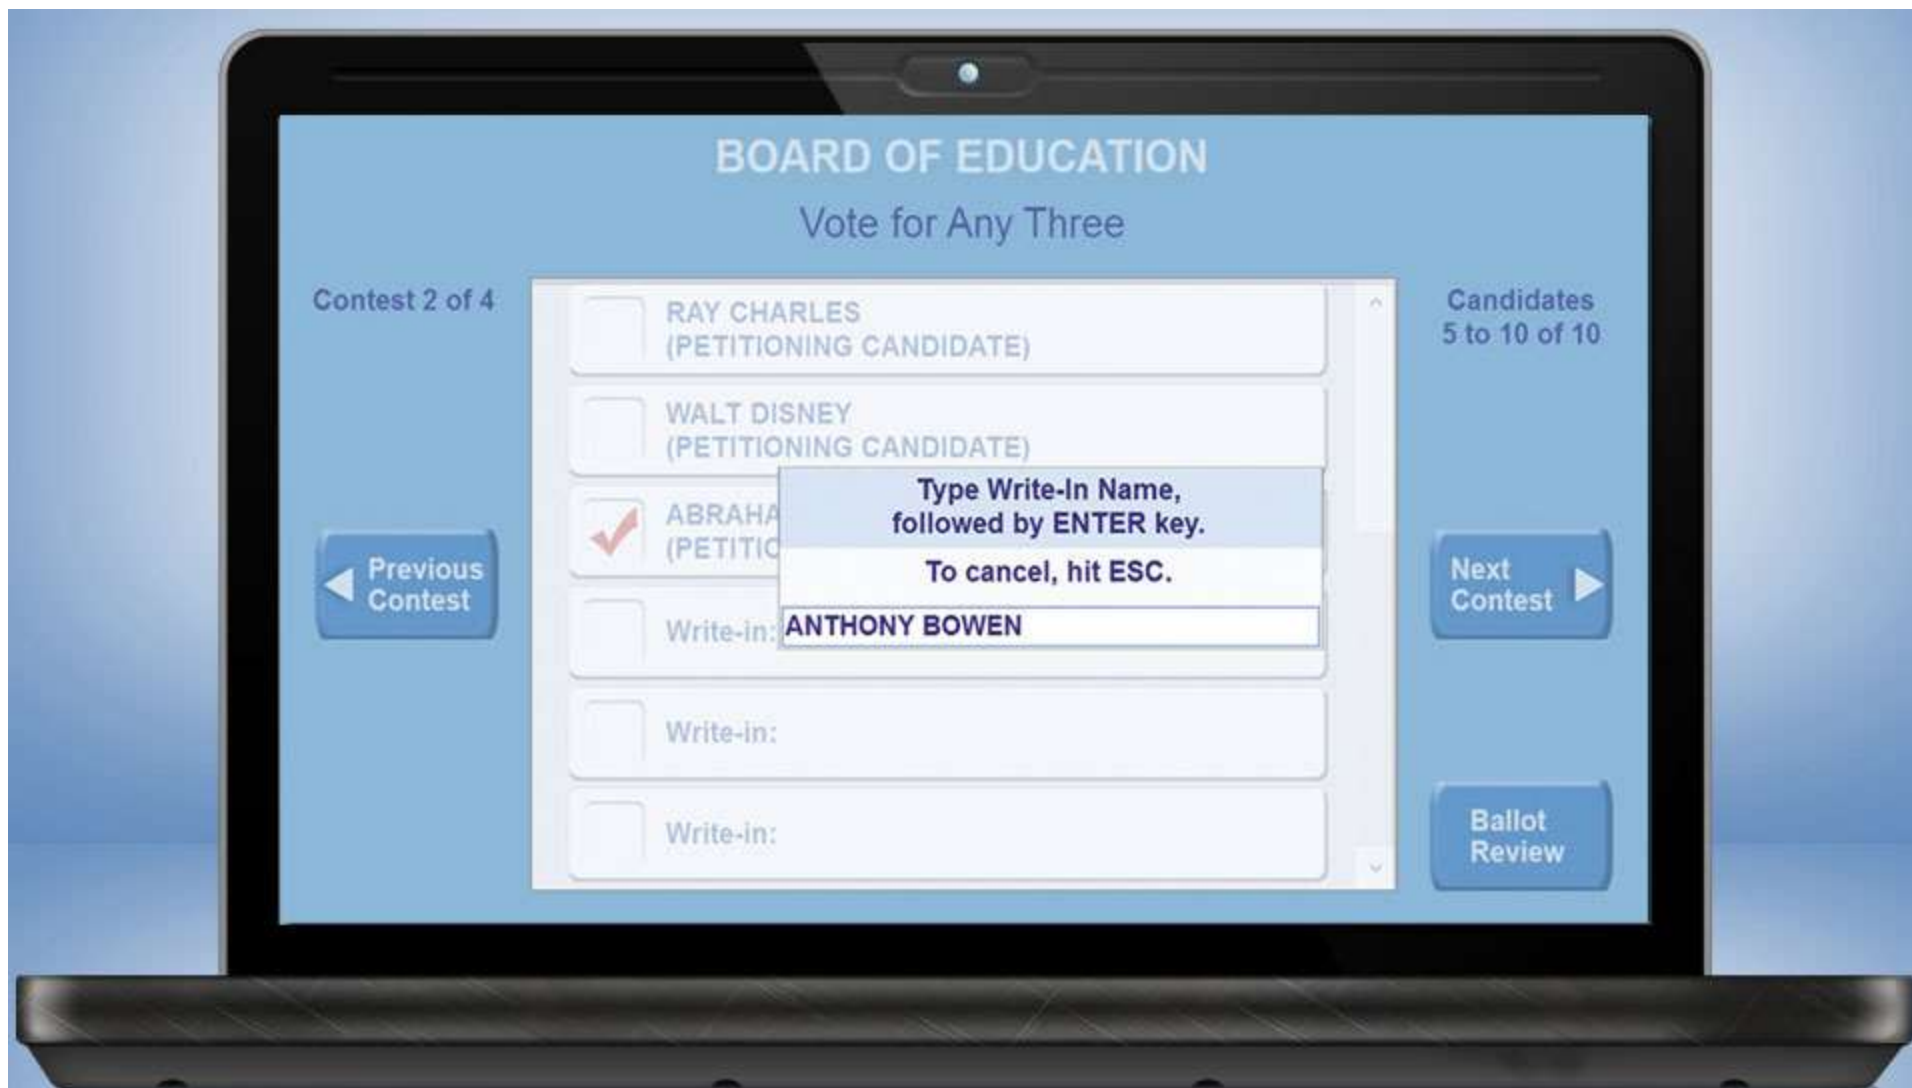 BOARD OF EDUCATION
Vote for Any Three
Contest 2 of 4
Candidates
5 to 10 of 10
RAY CHARLES
(PETITIONING CANDIDATE)
WALT DISNEY
(PETITIONING CANDIDATE)
ABRAHA
(PETITIO
Type Write-In Name,
followed by ENTER key.
To cancel, hit ESC.
ANTHONY BOWEN
Write-in:
Write-in:
Write-in:
Previous
Contest
Next
Contest
Ballot
Review